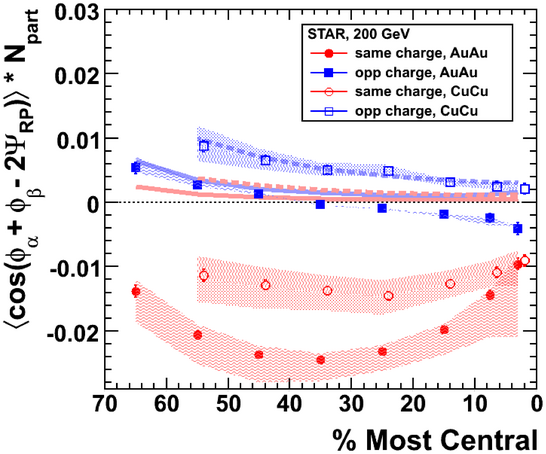 ⟨cos(ϕα + ϕβ - 2ΨRP)⟩ * Npart
0.03
0.02
0.01
0
-0.01
-0.02
STAR, 200 GeV
same charge, AuAu
opp charge, AuAu
same charge, CuCu
opp charge, CuCu
70 60 50 40 30 20 10 0
% Most Central